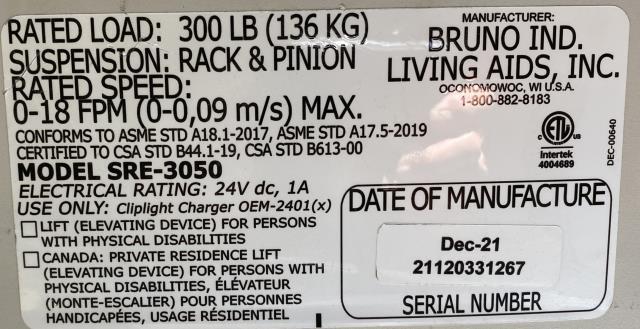 RATED LOAD: 300 LB (136 KG)
SUSPENSION: RACK & PINION
RATED SPEED:
0-18 FPM (0-0,09 m/s) MAX.
CONFORMS TO ASME STD A18.1-2017, ASME STD A17.5-2019
CERTIFIED TO CSA STD B44.1-19, CSA STD B613-00
MODEL SRE-3050
ELECTRICAL RATING: 24V dc, 1A
USE ONLY: Cliplight Charger OEM-2401(x)
LIFT (ELEVATING DEVICE) FOR PERSONS
WITH PHYSICAL DISABILITIES
CANADA: PRIVATE RESIDENCE LIFT
(ELEVATING DEVICE) FOR PERSONS WITH
PHYSICAL DISABILITIES, ÉLÉVATEUR
(MONTE-ESCALIER) POUR PERSONNES
HANDICAPÉES, USAGE RÉSIDENTIEL
MANUFACTURER:
BRUNO IND.
LIVING AIDS, INC.
OCONOMOWOC, WI U.S.A.
1-800-882-8183
ETL
Intertek
4004689
DEC-00640
DATE OF MANUFACTURE
Dec-21
21120331267
SERIAL NUMBER